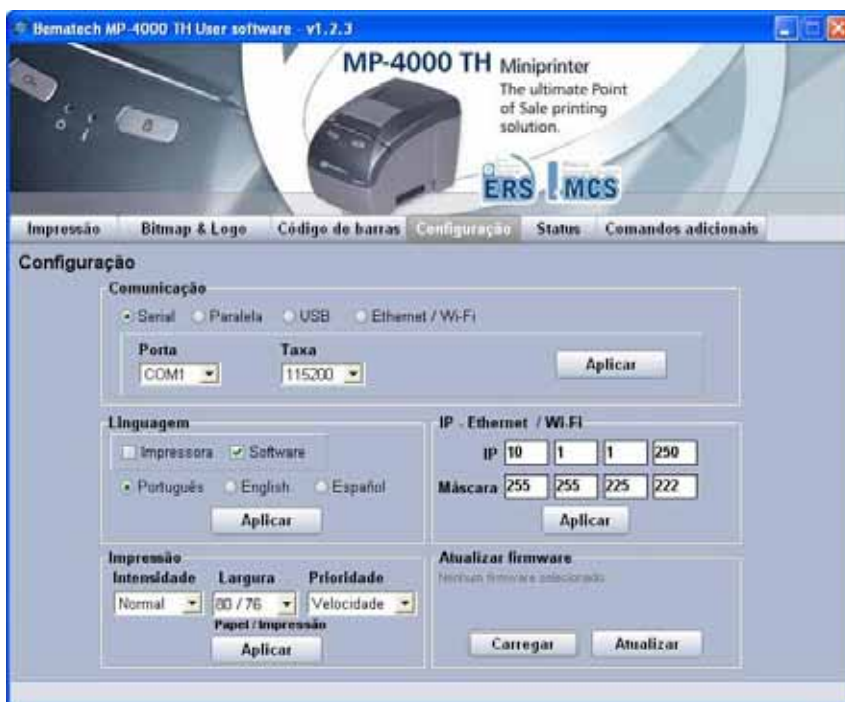 Bematech MP-4000 TH User software - v1.2.3
MP-4000 TH Miniprinter
The ultimate Point
of Sale printing
solution.
ERS MCS
Impressão Bitmap & Logo Código de barras Configuração Status Comandos adicionais
Configuração
Comunicação
Serial Paralela USB Ethernet / Wi-Fi
Porta Taxa
COM1 115200 Aplicar
Linguagem IP - Ethernet / Wi-Fi
Impressora Software IP 10 1 1 250
Português English Español Máscara 255 255 225 222
Aplicar Aplicar
Impressão Atualizar firmware
Intensidade Largura Prioridade Nenhum firmware selecionado
Normal 80 / 76 Velocidade
Papel / Impressão
Aplicar Carregar Atualizar